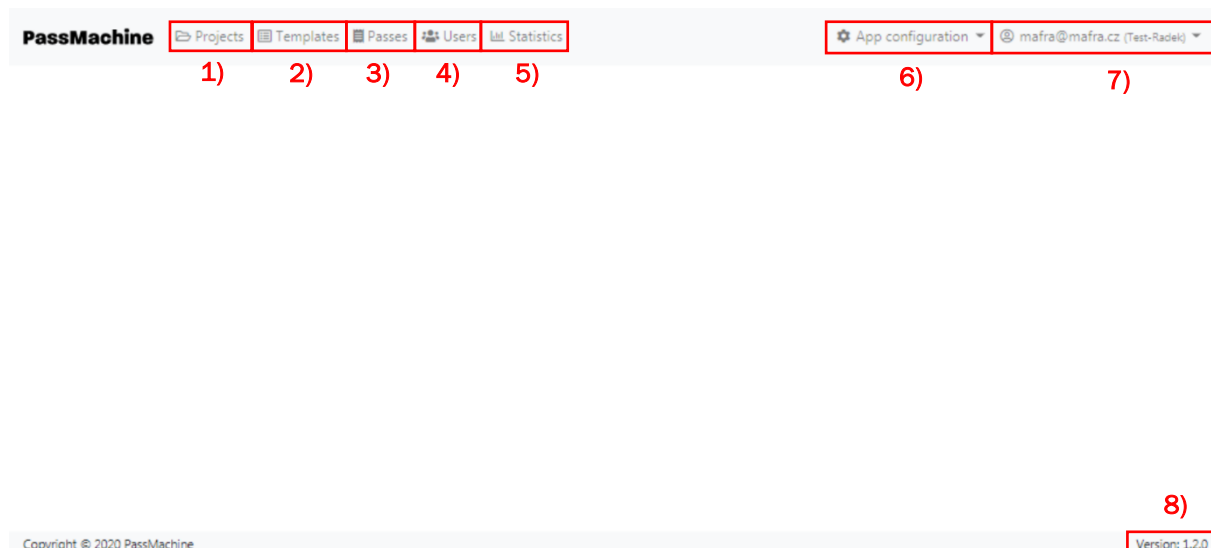 PassMachine Projects Templates Passes Users Statistics App configuration mafra@mafra.cz (Test-Radek)
1) 2) 3) 4) 5) 6) 7)
8)
Copyright © 2020 PassMachine Version: 1.2.0